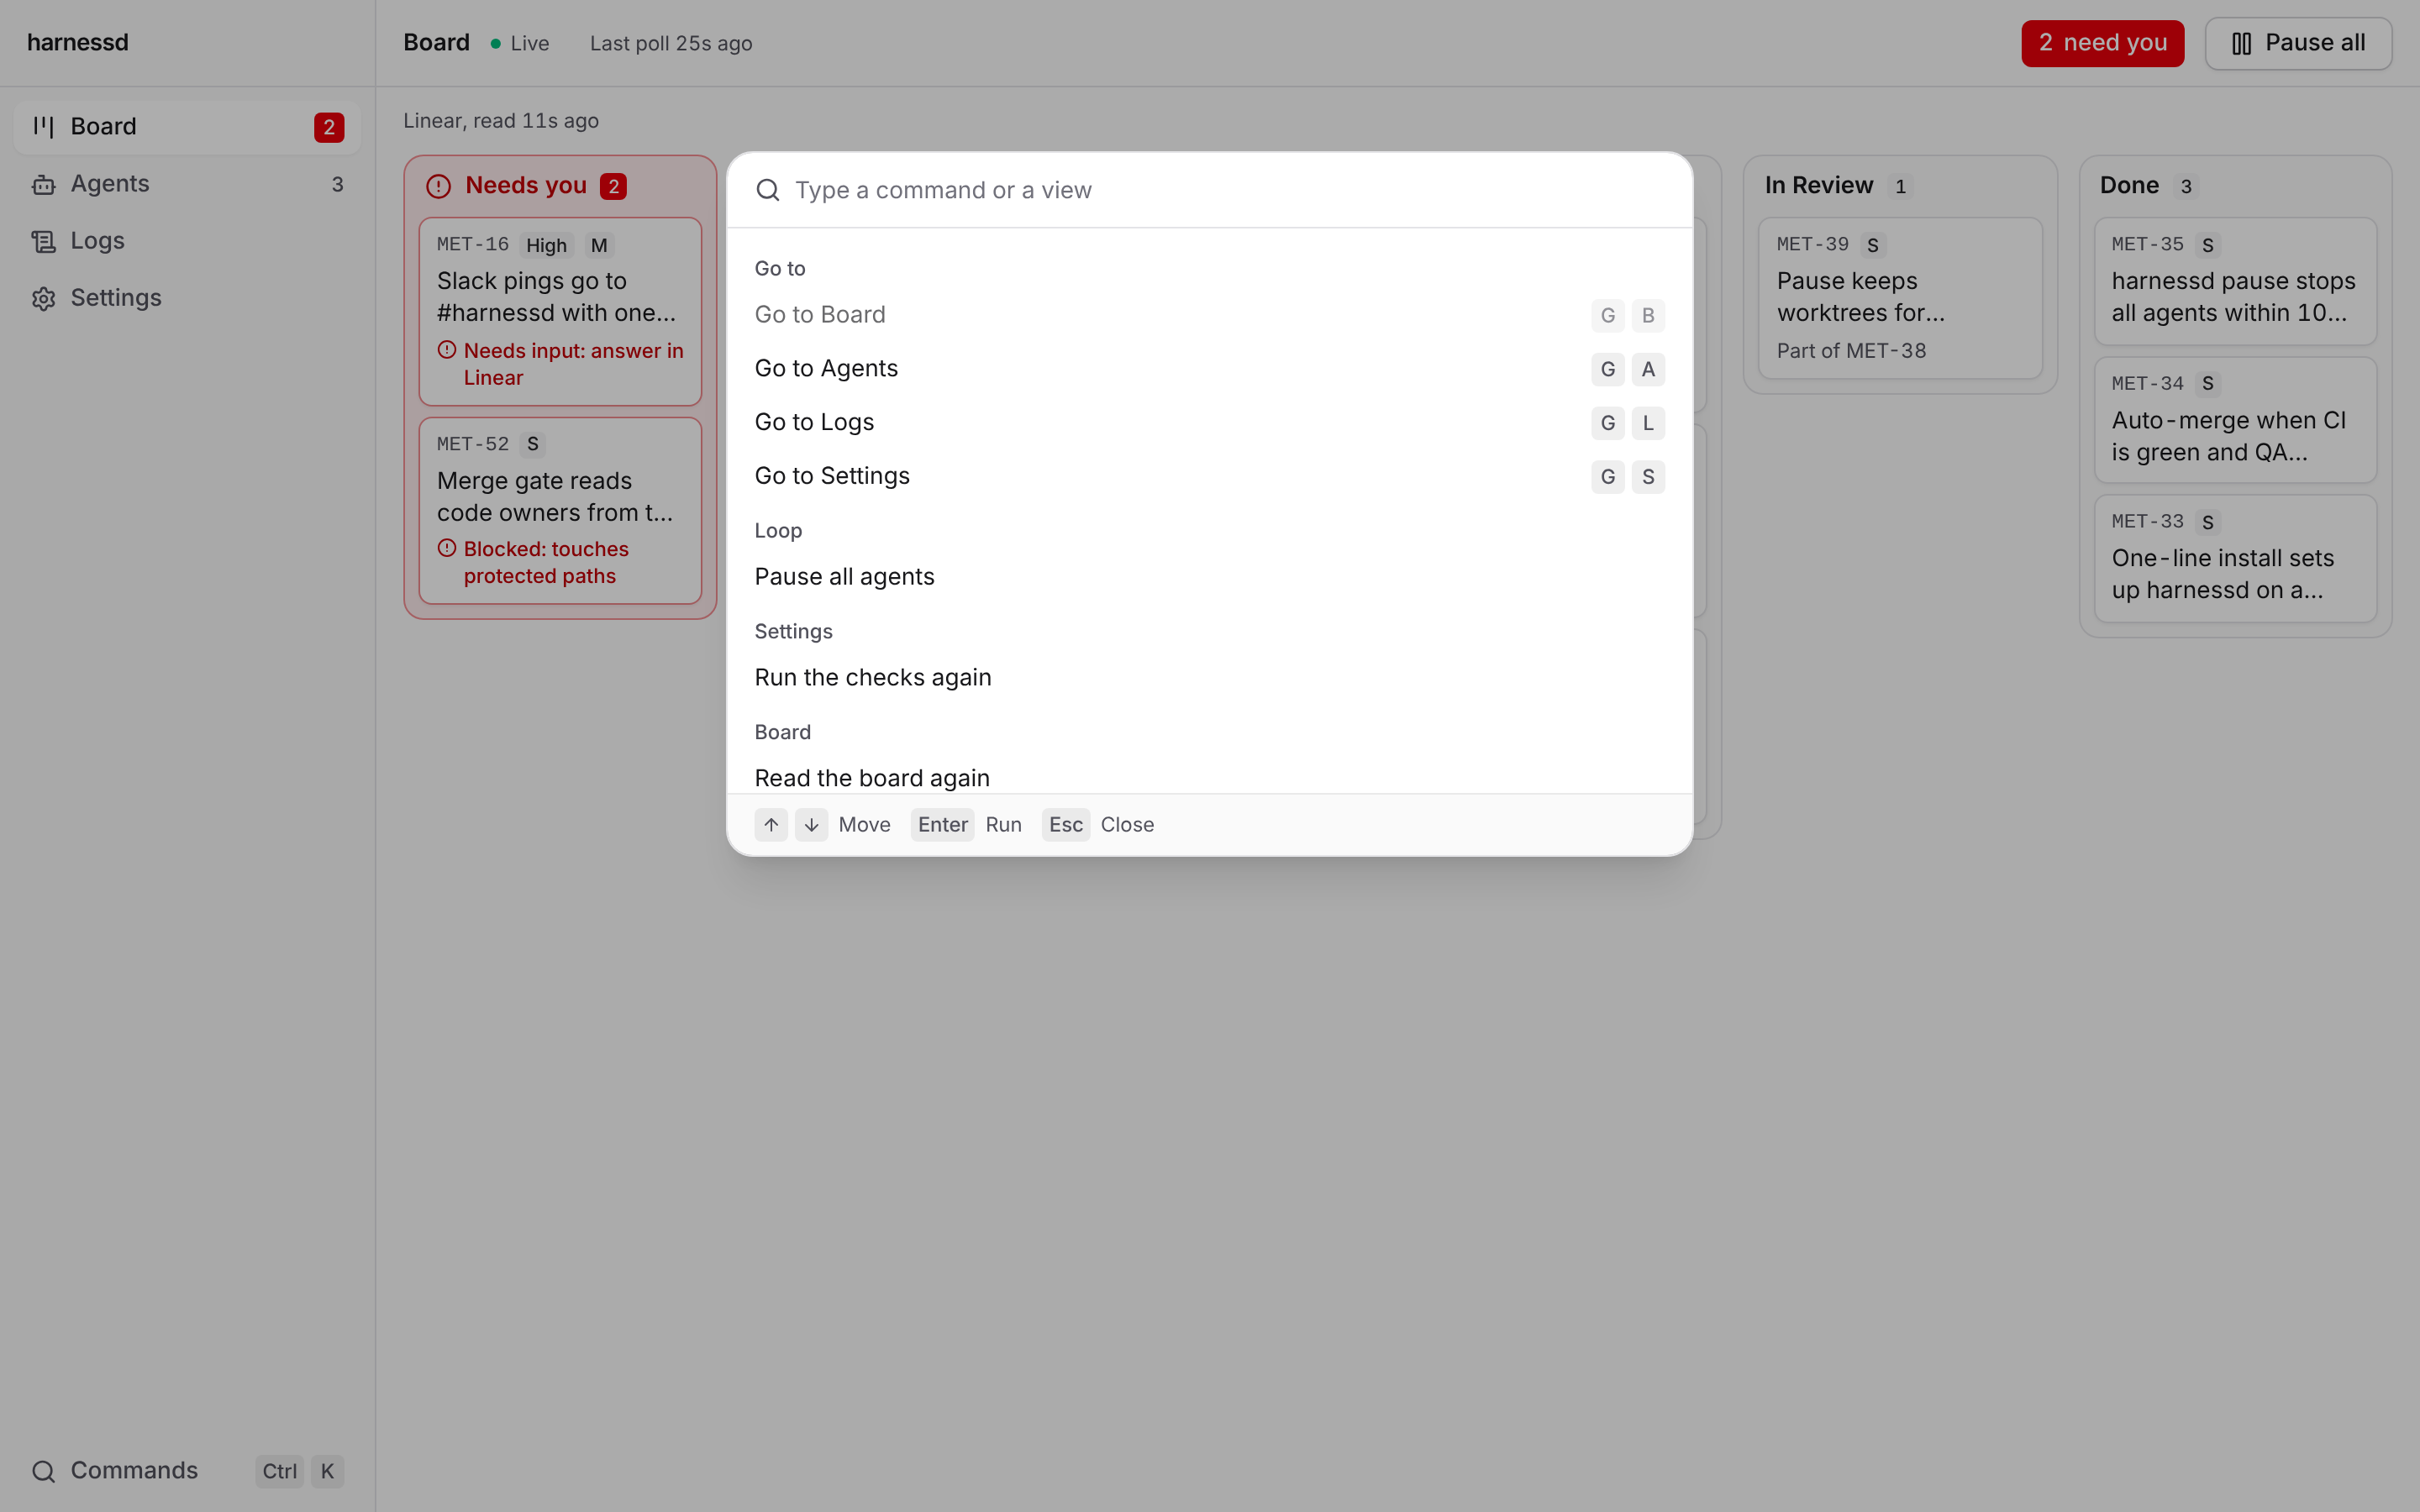 harnessd
Board
2
Agents
3
Logs
Settings
Commands
Ctrl K
Board
Live
Last poll 25s ago
2 need you
Pause all
Linear, read 11s ago
Needs you 2
MET-16 High M
Slack pings go to
#harnessd with one...
Needs input: answer in
Linear
MET-52 S
Merge gate reads
code owners from t...
Blocked: touches
protected paths
Type a command or a view
Go to
Go to Board G B
Go to Agents G A
Go to Logs G L
Go to Settings G S
Loop
Pause all agents
Settings
Run the checks again
Board
Read the board again
↑ ↓ Move Enter Run Esc Close
In Review 1
MET-39 S
Pause keeps
worktrees for...
Part of MET-38
Done 3
MET-35 S
harnessd pause stops
all agents within 10...
MET-34 S
Auto-merge when CI
is green and QA...
MET-33 S
One-line install sets
up harnessd on a...